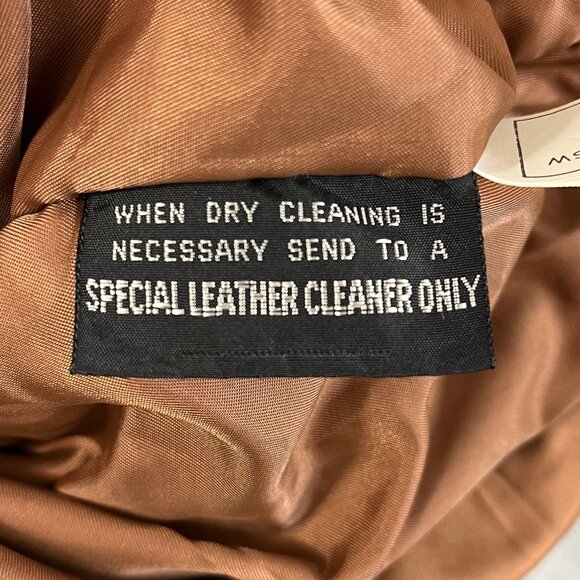 WHEN DRY CLEANING IS
NECESSARY SEND TO A
SPECIAL LEATHER CLEANER ONLY